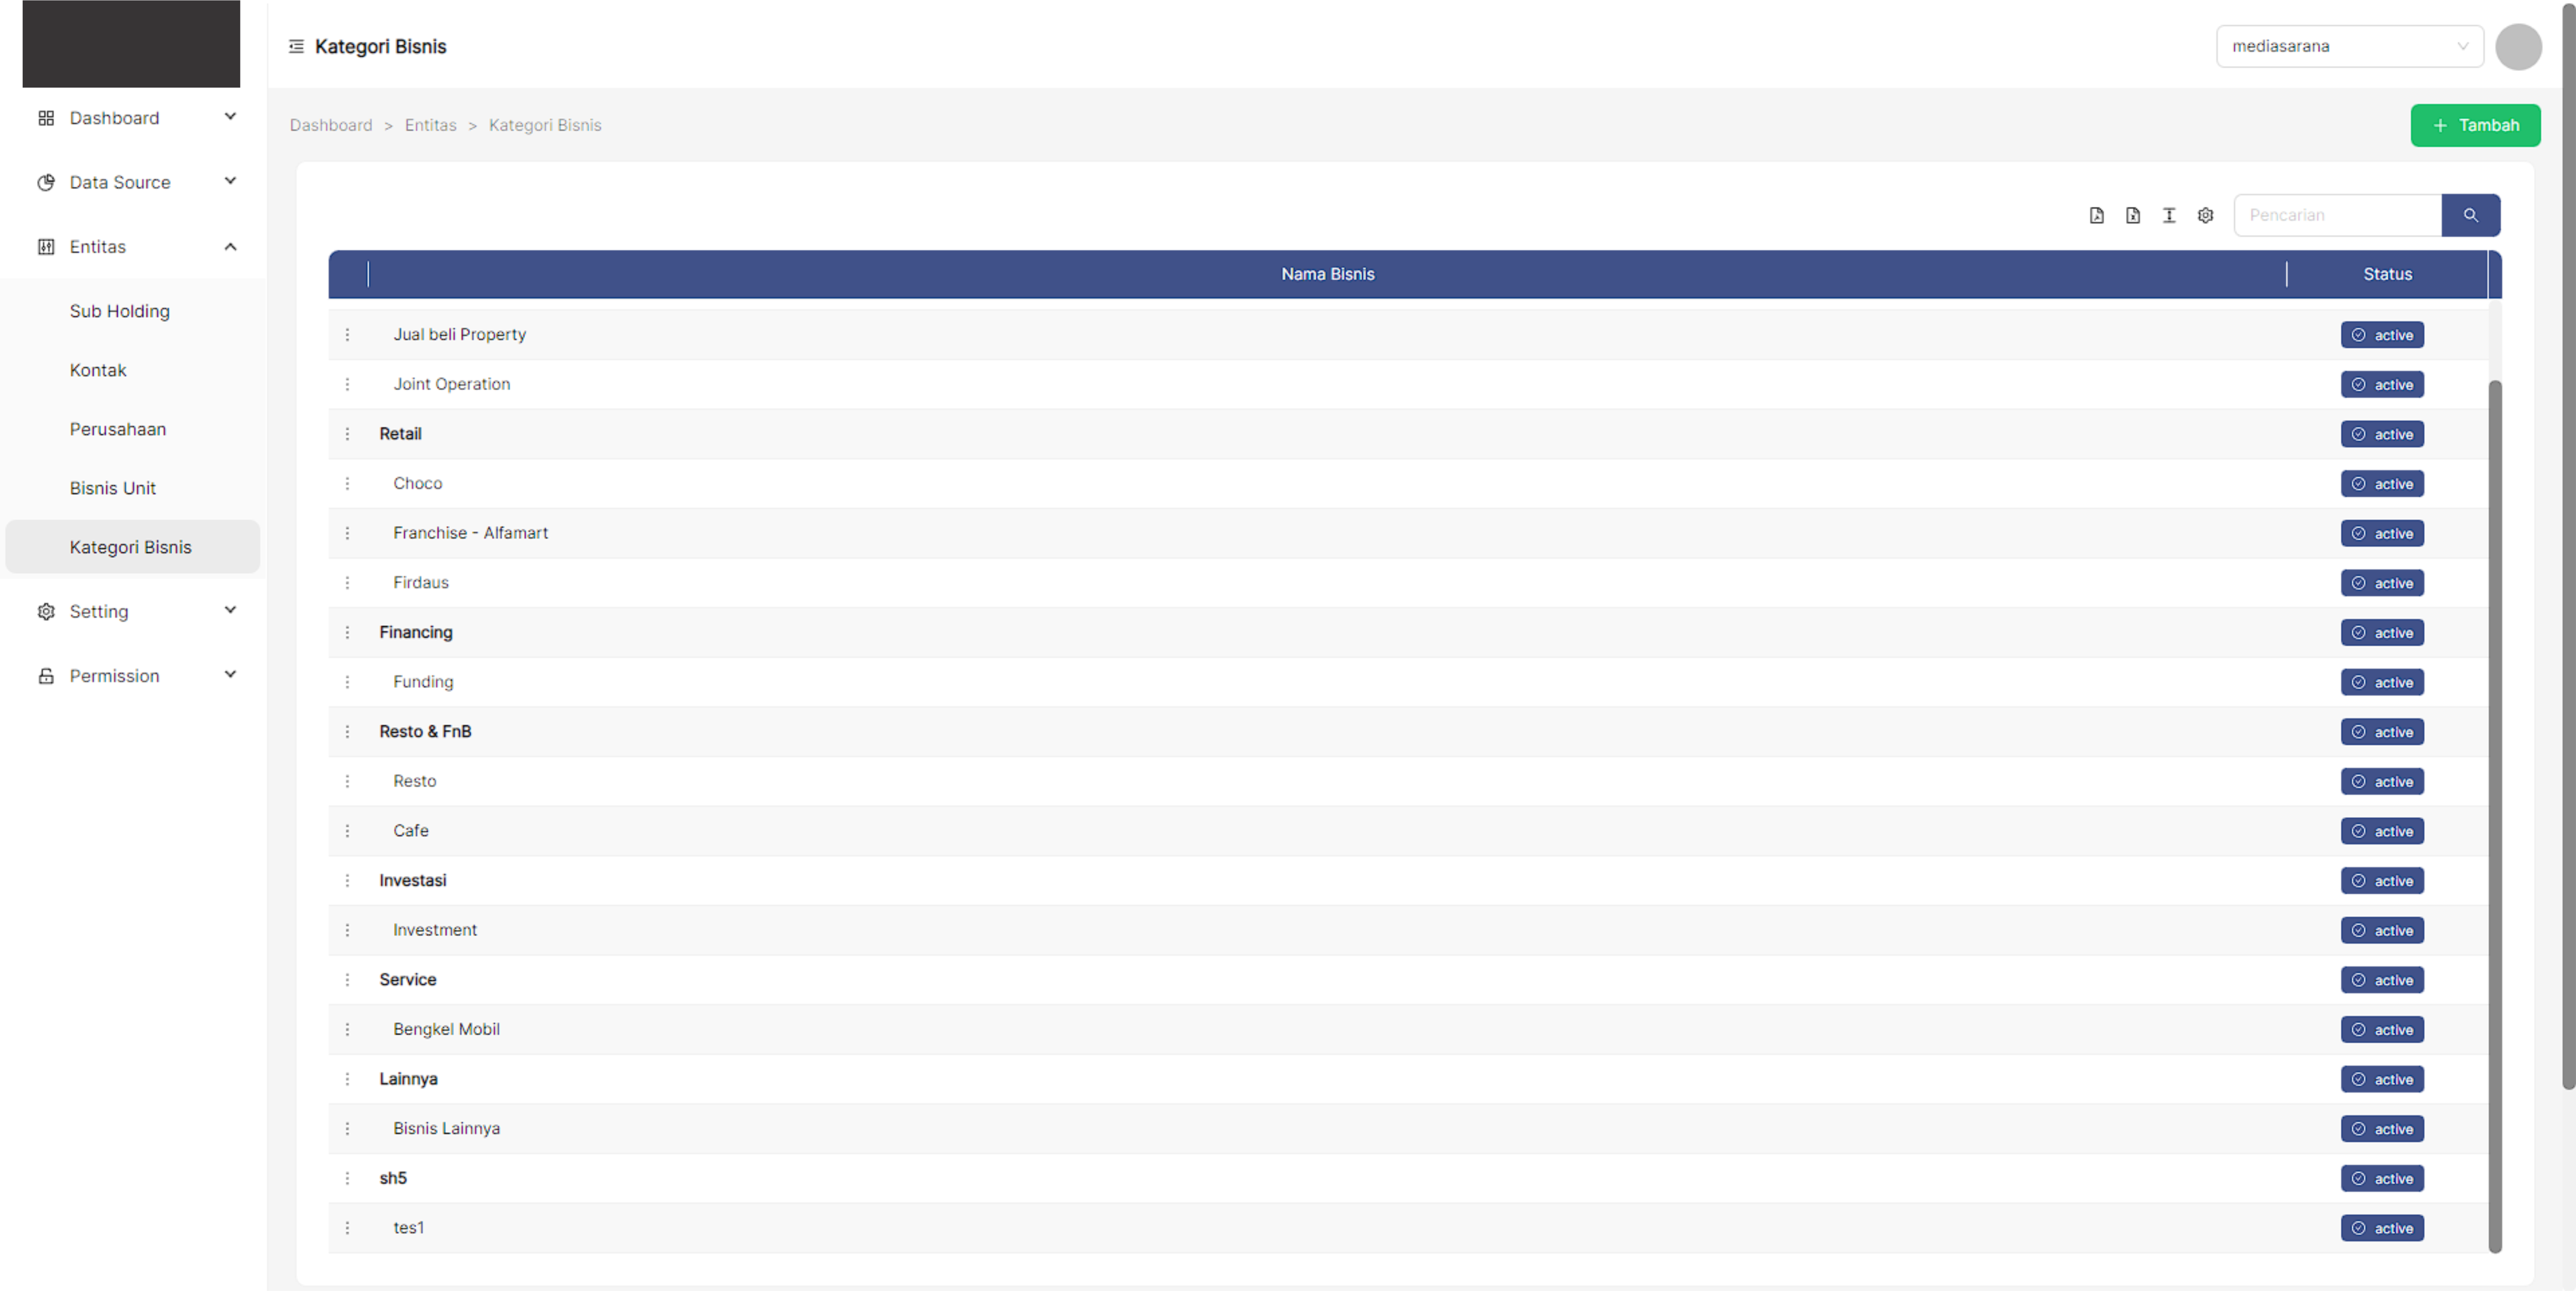 Kategori Bisnis
mediasarana
Dashboard
Data Source
Entitas
Sub Holding
Kontak
Perusahaan
Bisnis Unit
Kategori Bisnis
Setting
Permission
Dashboard > Entitas > Kategori Bisnis
+ Tambah
Pencarian
Nama Bisnis Status
Jual beli Property active
Joint Operation active
Retail active
Choco active
Franchise - Alfamart active
Firdaus active
Financing active
Funding active
Resto & FnB active
Resto active
Cafe active
Investasi active
Investment active
Service active
Bengkel Mobil active
Lainnya active
Bisnis Lainnya active
sh5 active
tes1 active